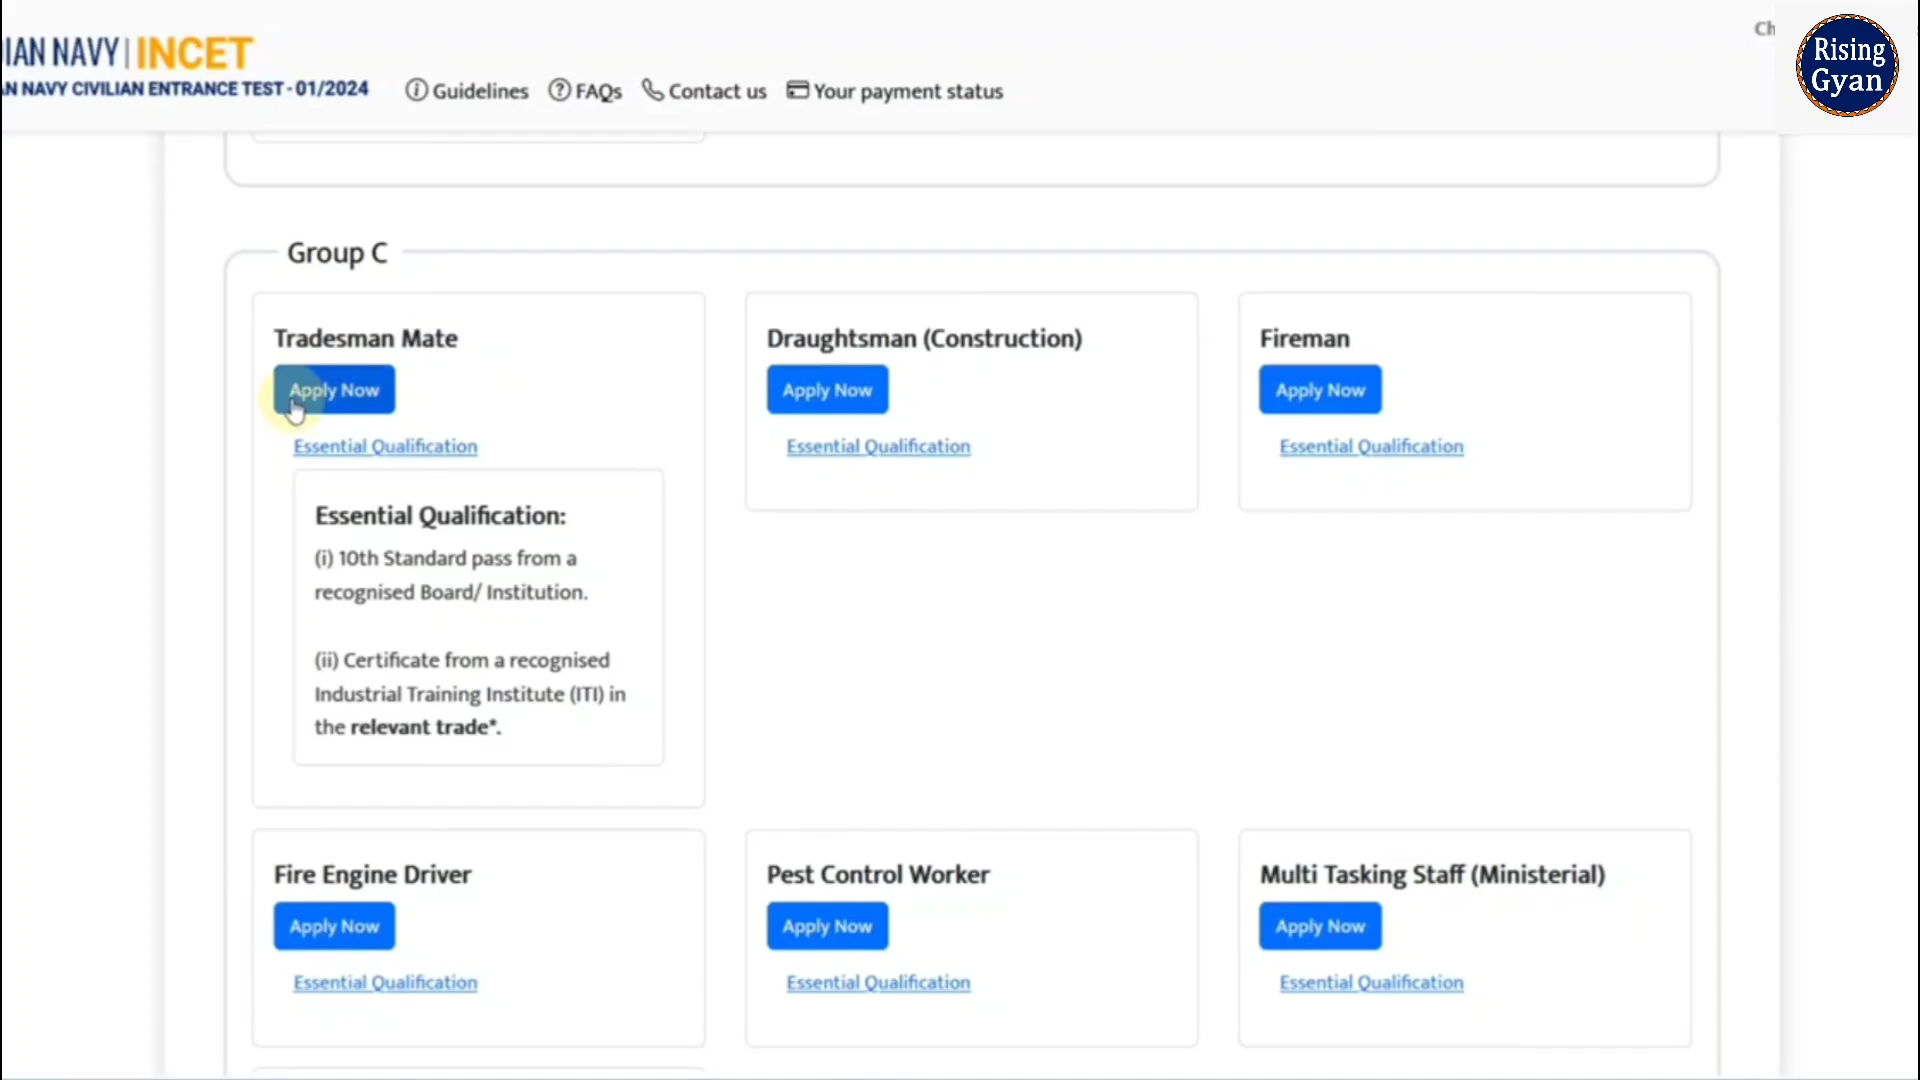 IAN NAVY | INCET
N NAVY CIVILIAN ENTRANCE TEST - 01/2024
Guidelines FAQs Contact us Your payment status
Ch
Rising
Gyan
Group C
Tradesman Mate
Apply Now
Essential Qualification
Essential Qualification:
(i) 10th Standard pass from a
recognised Board/ Institution.
(ii) Certificate from a recognised
Industrial Training Institute (ITI) in
the relevant trade*.
Draughtsman (Construction)
Apply Now
Essential Qualification
Fireman
Apply Now
Essential Qualification
Fire Engine Driver
Apply Now
Essential Qualification
Pest Control Worker
Apply Now
Essential Qualification
Multi Tasking Staff (Ministerial)
Apply Now
Essential Qualification